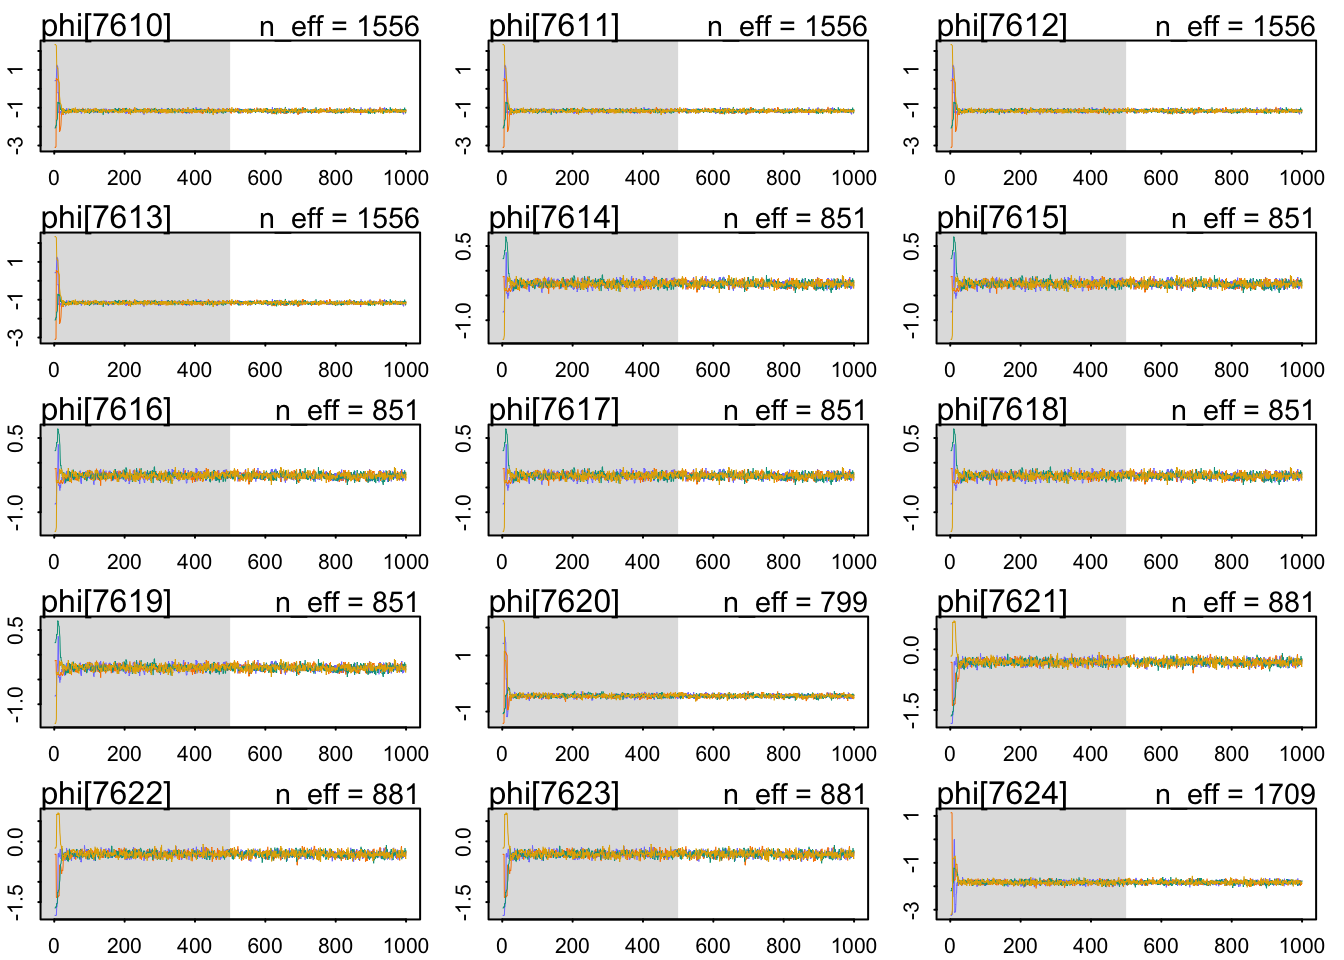 phi[7610] n_eff = 1556 phi[7611] n_eff = 1556 phi[7612] n_eff = 1556
1 1 1
-1 -1 -1
-3 -3 -3
0 200 400 600 800 1000 0 200 400 600 800 1000 0 200 400 600 800 1000
phi[7613] n_eff = 1556 phi[7614] n_eff = 851 phi[7615] n_eff = 851
1 0.5 0.5
-1 -1.0 -1.0
-3
0 200 400 600 800 1000 0 200 400 600 800 1000 0 200 400 600 800 1000
phi[7616] n_eff = 851 phi[7617] n_eff = 851 phi[7618] n_eff = 851
0.5 0.5 0.5
-1.0 -1.0 -1.0
0 200 400 600 800 1000 0 200 400 600 800 1000 0 200 400 600 800 1000
phi[7619] n_eff = 851 phi[7620] n_eff = 799 phi[7621] n_eff = 881
0.5 1 0.0
-1.0 -1 -1.5
0 200 400 600 800 1000 0 200 400 600 800 1000 0 200 400 600 800 1000
phi[7622] n_eff = 881 phi[7623] n_eff = 881 phi[7624] n_eff = 1709
0.0 0.0 1
-1.5 -1.5 -1
-3
0 200 400 600 800 1000 0 200 400 600 800 1000 0 200 400 600 800 1000